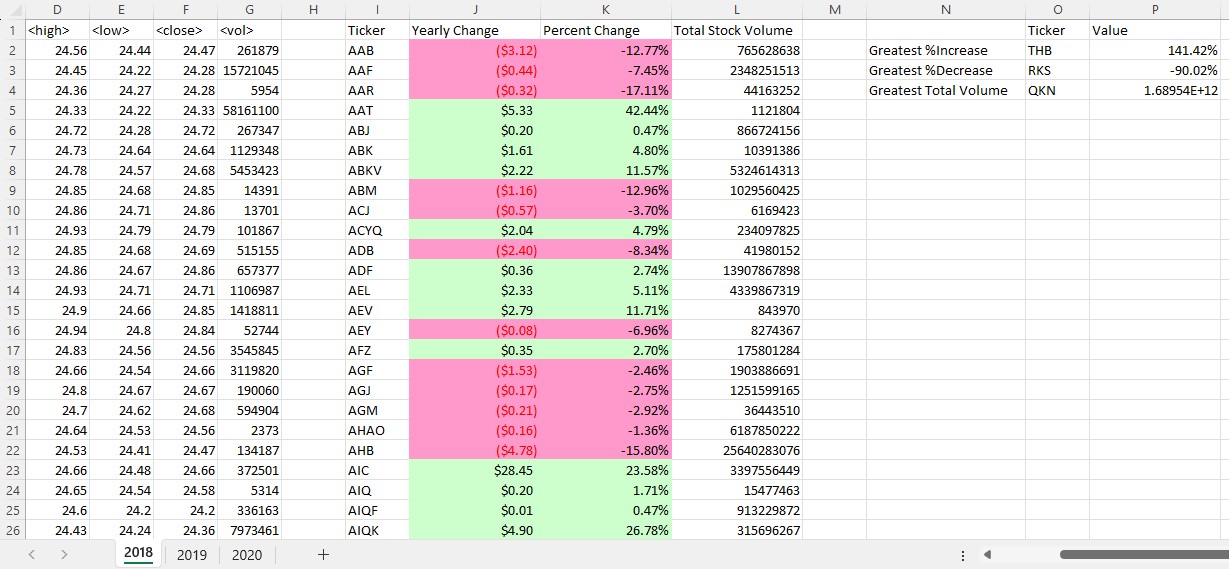 D E F G H I J K L M N O P
1 <high> <low> <close> <vol> Ticker Yearly Change Percent Change Total Stock Volume Ticker Value
2 24.56 24.44 24.47 261879 AAB ($3.12) -12.77% 765628638 Greatest %Increase THB 141.42%
3 24.45 24.22 24.28 15721045 AAF ($0.44) -7.45% 2348251513 Greatest %Decrease RKS -90.02%
4 24.36 24.27 24.28 5954 AAR ($0.32) -17.11% 44163252 Greatest Total Volume QKN 1.68954E+12
5 24.33 24.22 24.33 58161100 AAT $5.33 42.44% 1121804
6 24.72 24.28 24.72 267347 ABJ $0.20 0.47% 866724156
7 24.73 24.64 24.64 1129348 ABK $1.61 4.80% 10391386
8 24.78 24.57 24.68 5453423 ABKV $2.22 11.57% 5324614313
9 24.85 24.68 24.85 14391 ABM ($1.16) -12.96% 1029560425
10 24.86 24.71 24.86 13701 ACJ ($0.57) -3.70% 6169423
11 24.93 24.79 24.79 101867 ACYQ $2.04 4.79% 234097825
12 24.85 24.68 24.69 515155 ADB ($2.40) -8.34% 41980152
13 24.86 24.67 24.86 657377 ADF $0.36 2.74% 13907867898
14 24.93 24.71 24.71 1106987 AEL $2.33 5.11% 4339867319
15 24.9 24.66 24.85 1418811 AEV $2.79 11.71% 843970
16 24.94 24.8 24.84 52744 AEY ($0.08) -6.96% 8274367
17 24.83 24.56 24.56 3545845 AFZ $0.35 2.70% 175801284
18 24.66 24.54 24.66 3119820 AGF ($1.53) -2.46% 1903886691
19 24.8 24.67 24.67 190060 AGJ ($0.17) -2.75% 1251599165
20 24.7 24.62 24.68 594904 AGM ($0.21) -2.92% 36443510
21 24.64 24.53 24.56 2373 AHAO ($0.16) -1.36% 6187850222
22 24.53 24.41 24.47 134187 AHB ($4.78) -15.80% 25640283076
23 24.66 24.48 24.66 372501 AIC $28.45 23.58% 3397556449
24 24.65 24.54 24.58 5314 AIQ $0.20 1.71% 15477463
25 24.6 24.2 24.2 336163 AIQF $0.01 0.47% 913229872
26 24.43 24.24 24.36 7973461 AIQK $4.90 26.78% 315696267
2018 2019 2020